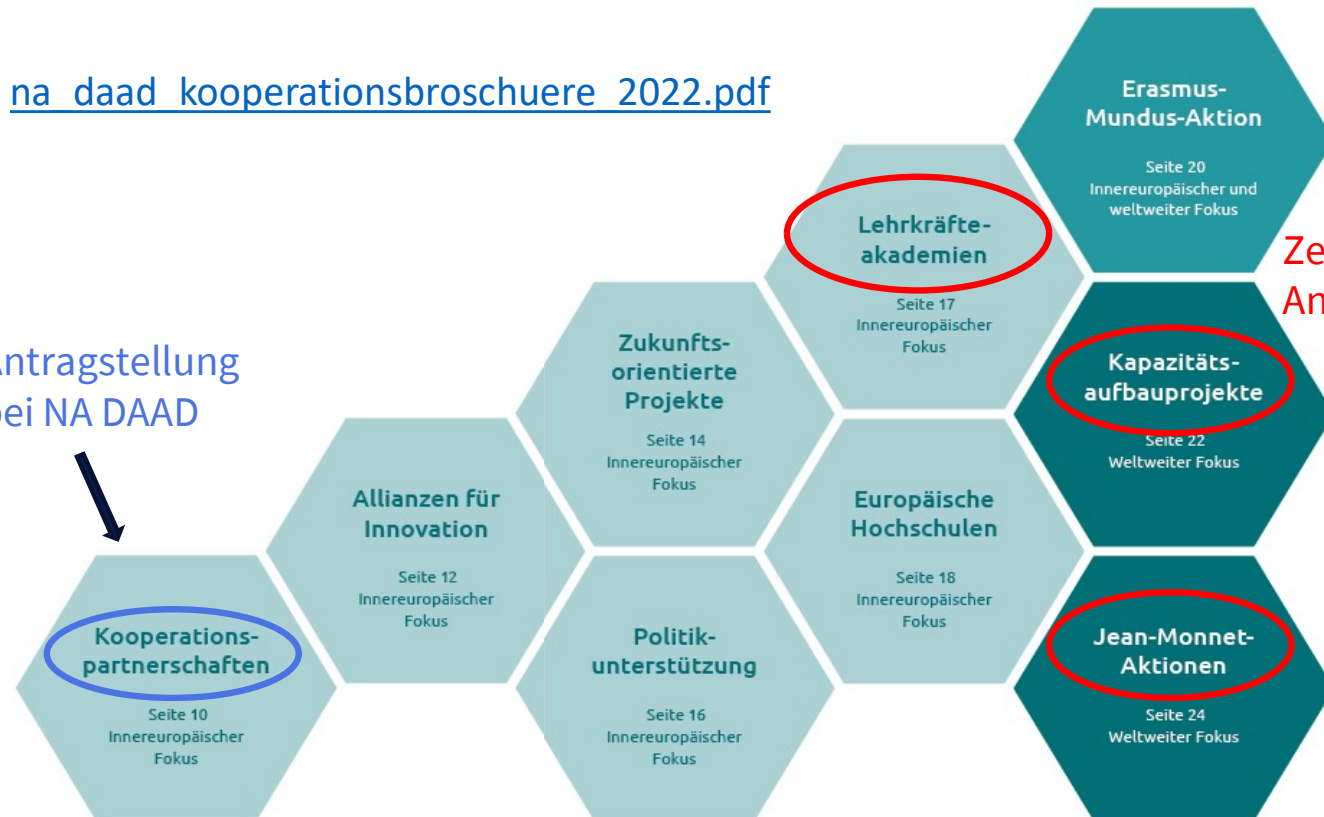 na_daad_kooperationsbroschuere_2022.pdf
Erasmus-
Mundus-Aktion
Seite 20
Innereuropäischer und
weltweiter Fokus
Lehrkräfte-
akademien
Seite 17
Innereuropäischer
Fokus
Ze
An
Zukunfts-
orientierte
Projekte
Seite 14
Innereuropäischer
Fokus
Kapazitäts-
aufbauprojekte
Seite 22
Weltweiter Fokus
Antragstellung
bei NA DAAD
Allianzen für
Innovation
Seite 12
Innereuropäischer
Fokus
Europäische
Hochschulen
Seite 18
Innereuropäischer
Fokus
Kooperations-
partnerschaften
Seite 10
Innereuropäischer
Fokus
Politik-
unterstützung
Seite 16
Innereuropäischer
Fokus
Jean-Monnet-
Aktionen
Seite 24
Weltweiter Fokus